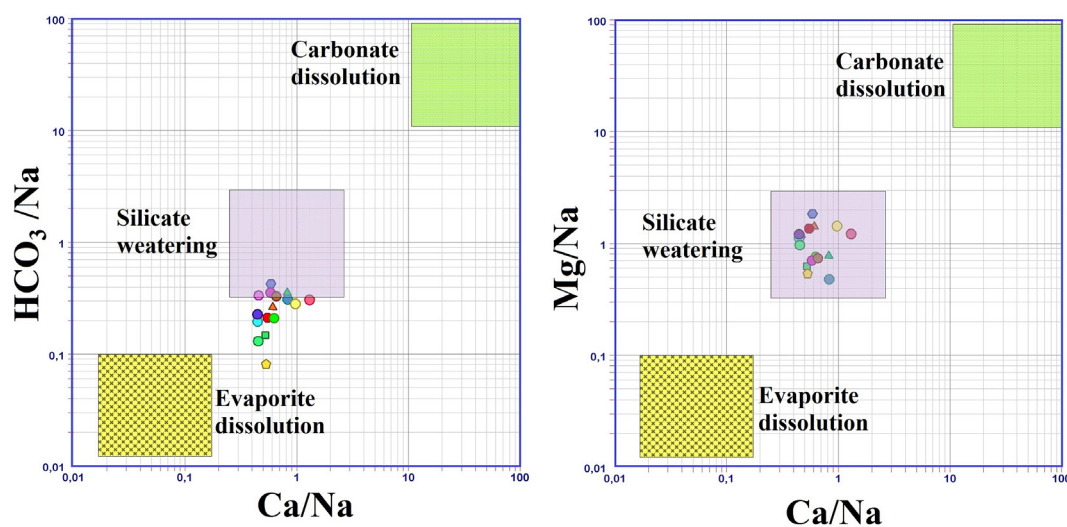 100
10
1
0,1
0,01
HCO3 /Na
Carbonate
dissolution
Silicate
weatering
Evaporite
dissolution
0,01
0,1
1
10
100
Ca/Na
100
10
1
0,1
0,01
Mg/Na
Carbonate
dissolution
Silicate
weatering
Evaporite
dissolution
0,01
0,1
1
10
100
Ca/Na